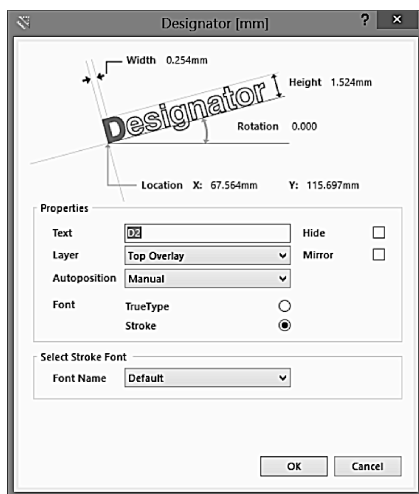 Designator [mm] ? ×
Width 0.254mm
Height 1.524mm
Designator
Rotation 0.000
Location X: 67.564mm Y: 115.697mm
Properties
Text D2 Hide
Layer Top Overlay Mirror
Autoposition Manual
Font TrueType
Stroke
Select Stroke Font
Font Name Default
OK Cancel